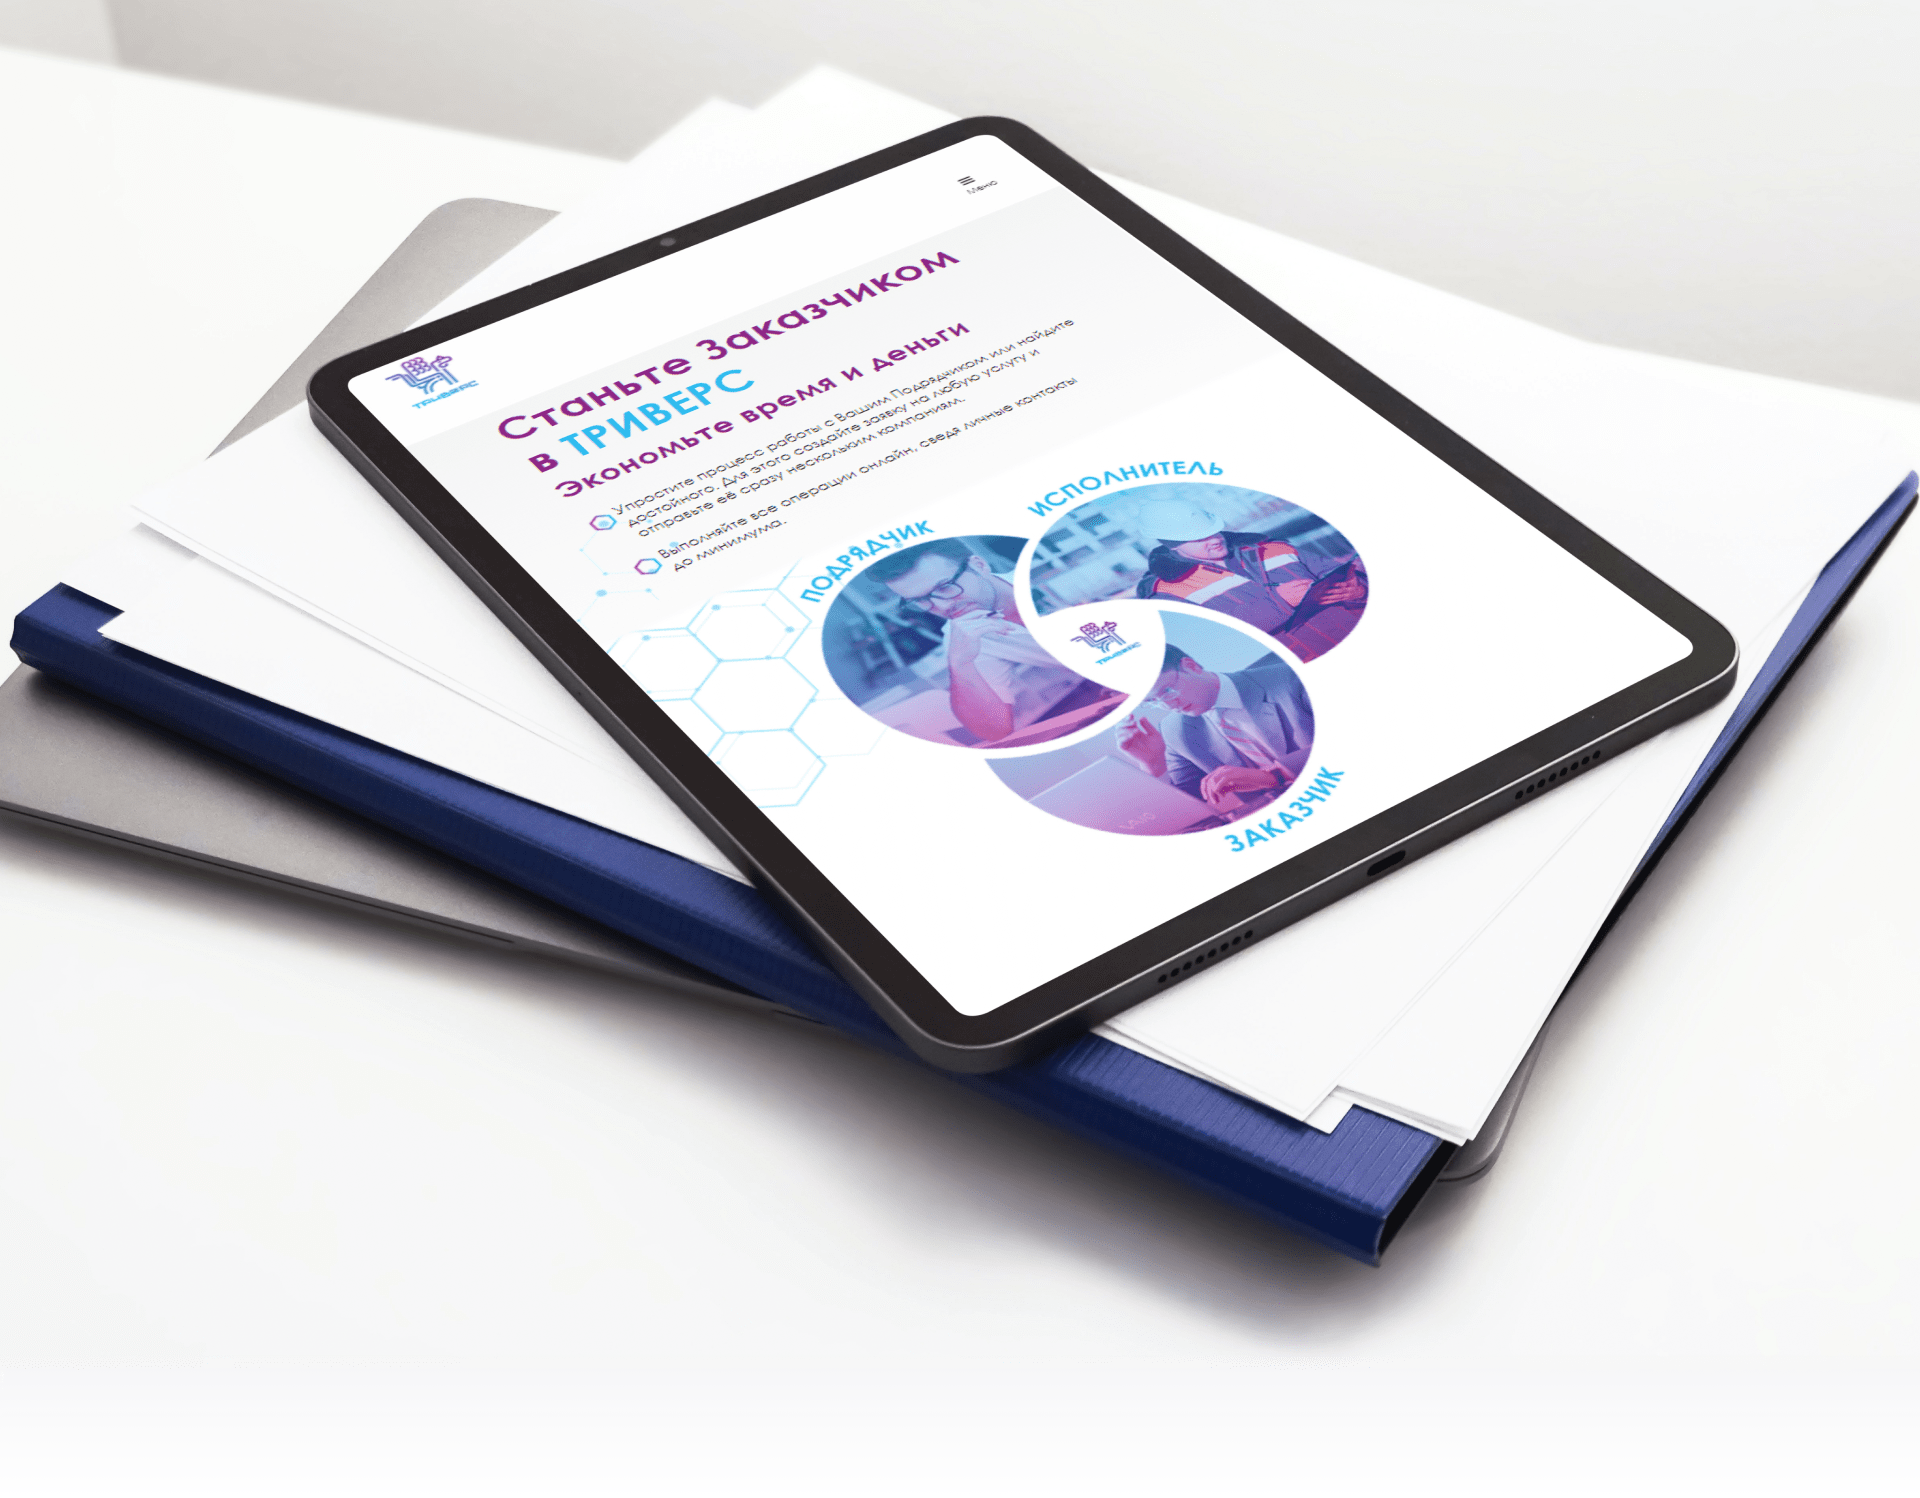 Меню
ТРИВЕРС
Станьте Заказчиком
в ТРИВЕРС
Экономьте время и деньги
Упростите процесс работы с Вашим Подрядчиком или найдите
достойного. Для этого создайте заявку на любую услугу и
отправьте её сразу нескольким компаниям.
Выполняйте все операции онлайн, сведя личные контакты
до минимума.
ПОДРЯДЧИК
ИСПОЛНИТЕЛЬ
ТРИВЕРС
ЗАКАЗЧИК